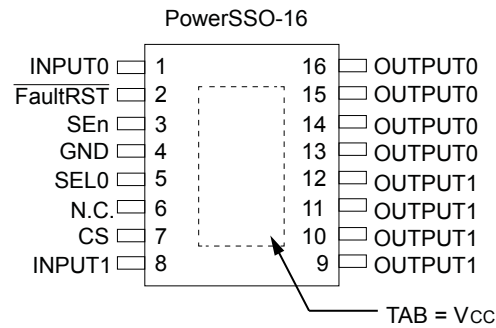 PowerSSO-16
INPUT0 1 16 OUTPUT0
FaultRST 2 15 OUTPUT0
SEn 3 14 OUTPUT0
GND 4 13 OUTPUT0
SEL0 5 12 OUTPUT1
N.C. 6 11 OUTPUT1
CS 7 10 OUTPUT1
INPUT1 8 9 OUTPUT1
TAB = VCC